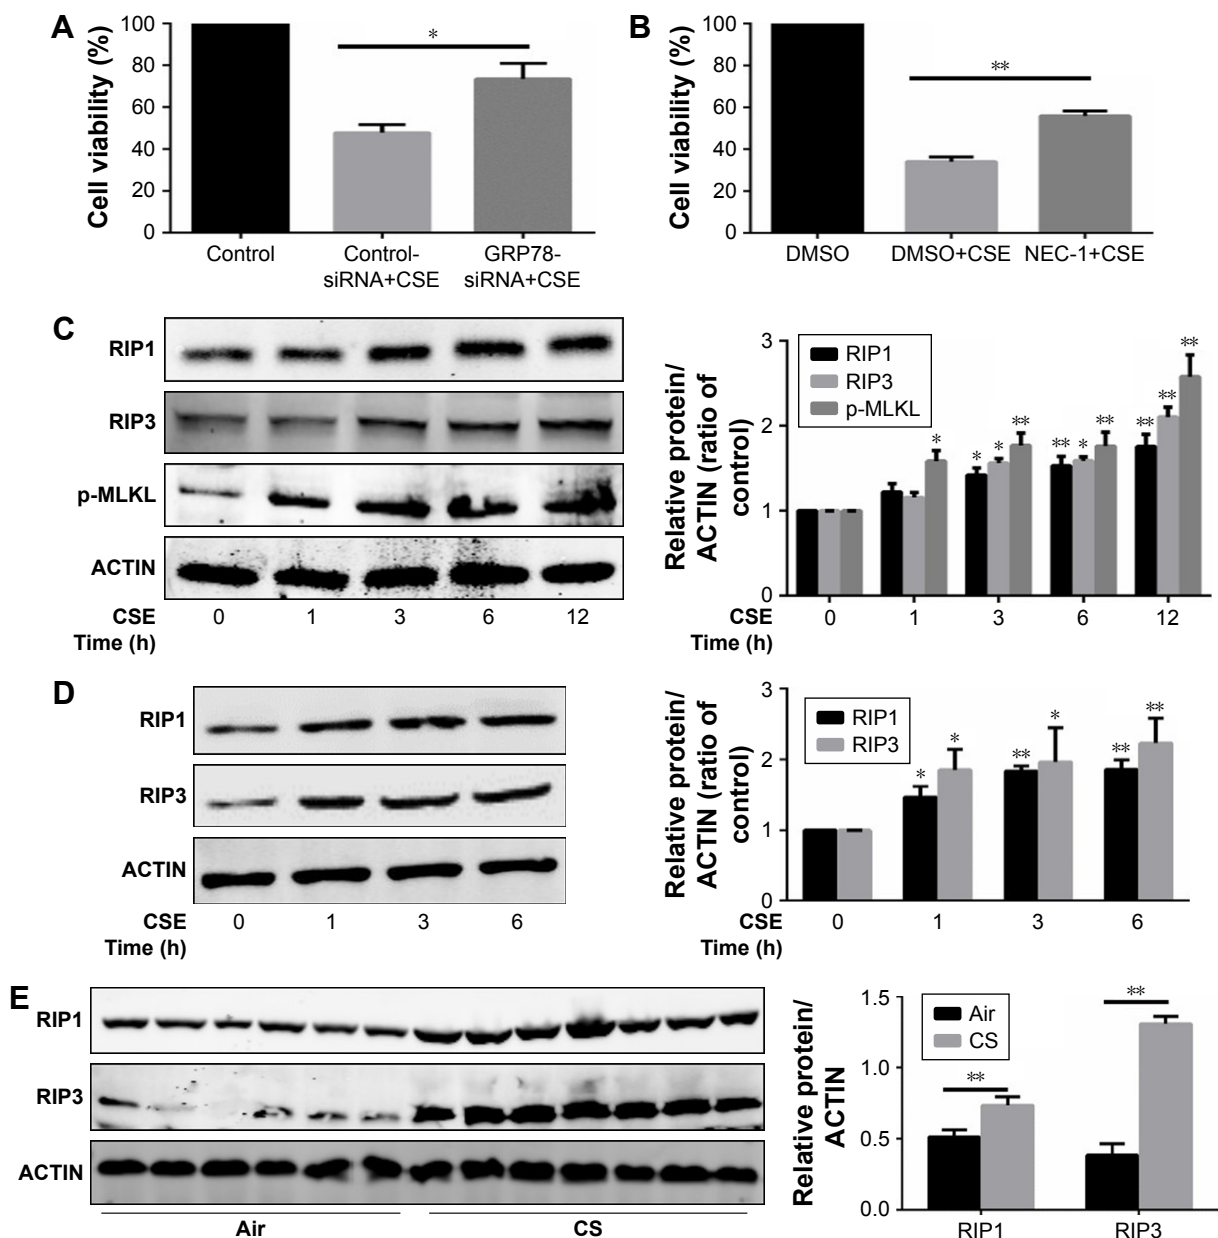 A
Cell viability (%)
100
80
60
40
20
0
*
Control
Control-
siRNA+CSE
GRP78-
siRNA+CSE
B
Cell viability (%)
100
80
60
40
20
0
**
DMSO
DMSO+CSE
NEC-1+CSE
C
RIP1
RIP3
p-MLKL
ACTIN
CSE
0 1 3 6 12
Time (h)
Relative protein/
ACTIN (ratio of
control)
3
2
1
0
RIP1
RIP3
p-MLKL
*
* * **
** * **
** ** **
CSE
0 1 3 6 12
Time (h)
D
RIP1
RIP3
ACTIN
CSE
0 1 3 6
Time (h)
Relative protein/
ACTIN (ratio of
control)
3
2
1
0
RIP1
RIP3
* *
** *
** **
CSE
0 1 3 6
Time (h)
E
RIP1
RIP3
ACTIN
Air CS
Relative protein/
ACTIN
1.5
1.0
0.5
0.0
Air
CS
**
**
RIP1 RIP3